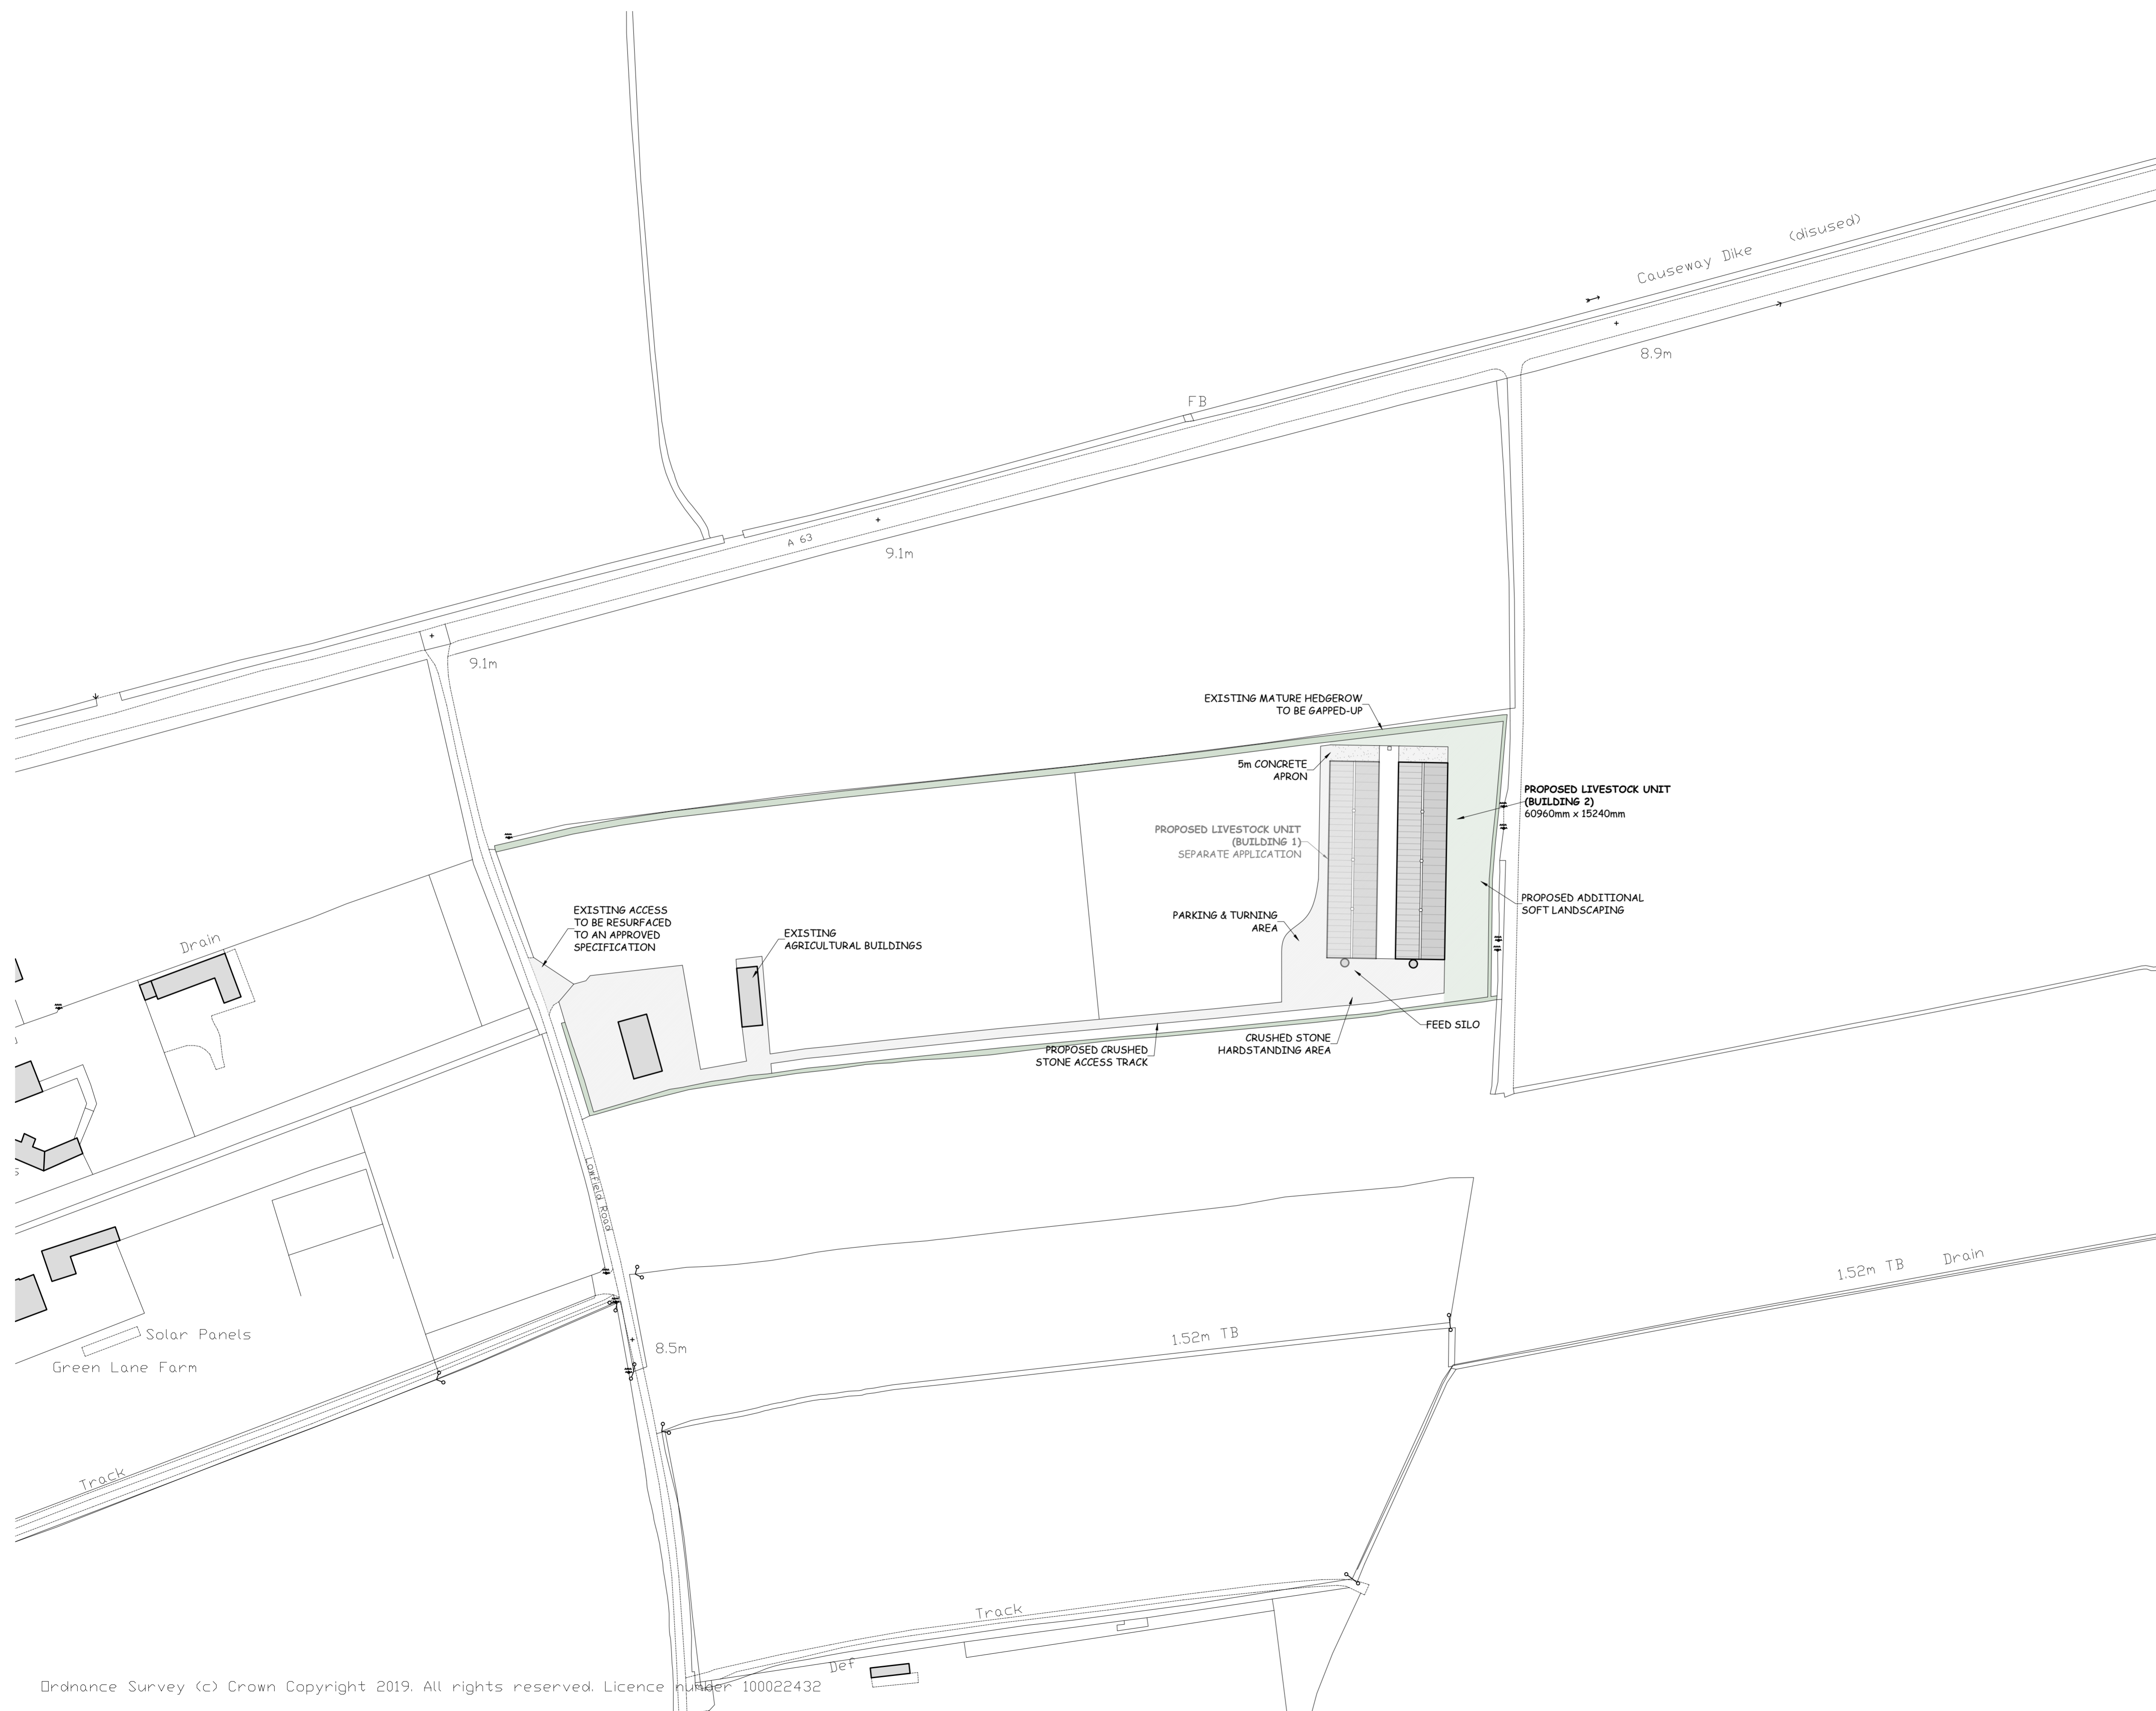 Causeway Dike (disused)
8.9m
FB
A 63
9.1m
9.1m
EXISTING MATURE HEDGEROW
TO BE GAPPED-UP
5m CONCRETE
APRON
PROPOSED LIVESTOCK UNIT
(BUILDING 2)
60960mm x 15240mm
PROPOSED LIVESTOCK UNIT
(BUILDING 1)
SEPARATE APPLICATION
PROPOSED ADDITIONAL
SOFT LANDSCAPING
PARKING & TURNING
AREA
EXISTING ACCESS
TO BE RESURFACED
TO AN APPROVED
SPECIFICATION
EXISTING
AGRICULTURAL BUILDINGS
Drain
FEED SILO
CRUSHED STONE
HARDSTANDING AREA
PROPOSED CRUSHED
STONE ACCESS TRACK
Lowfield Road
1.52m TB Drain
Solar Panels
Green Lane Farm
8.5m
1.52m TB
Track
Track
Def
Ordnance Survey (c) Crown Copyright 2019. All rights reserved. Licence number 100022432